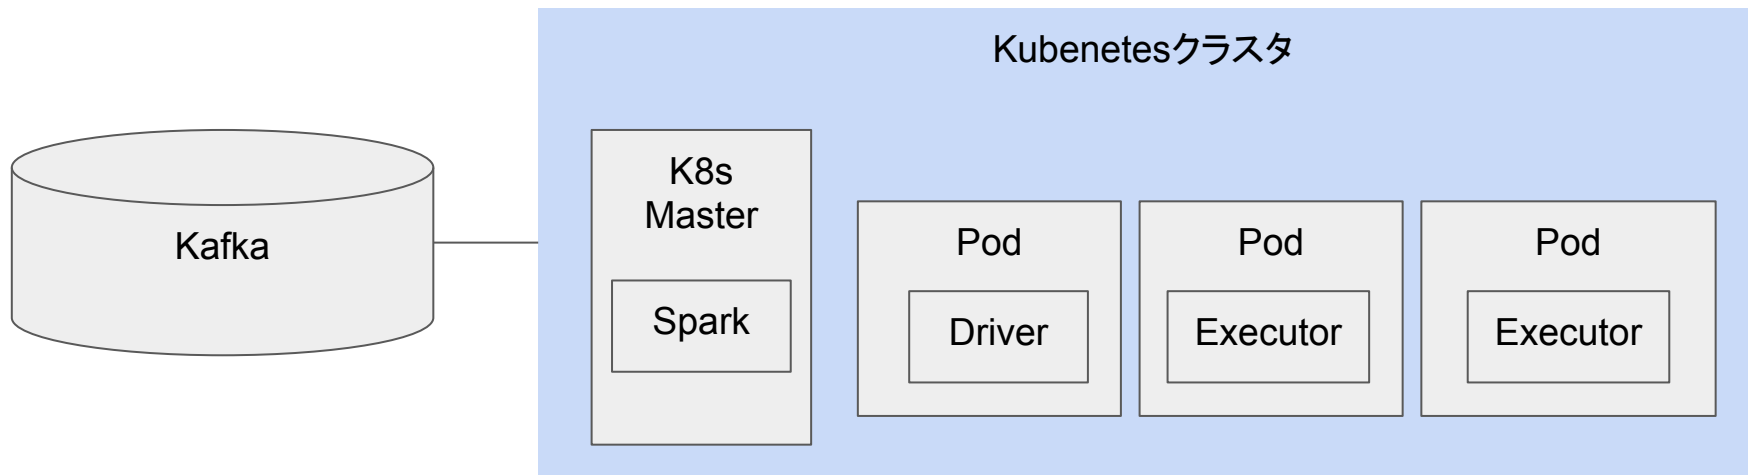 Kubenetesクラスタ
Kafka
K8s
Master
Spark
Pod
Driver
Pod
Executor
Pod
Executor